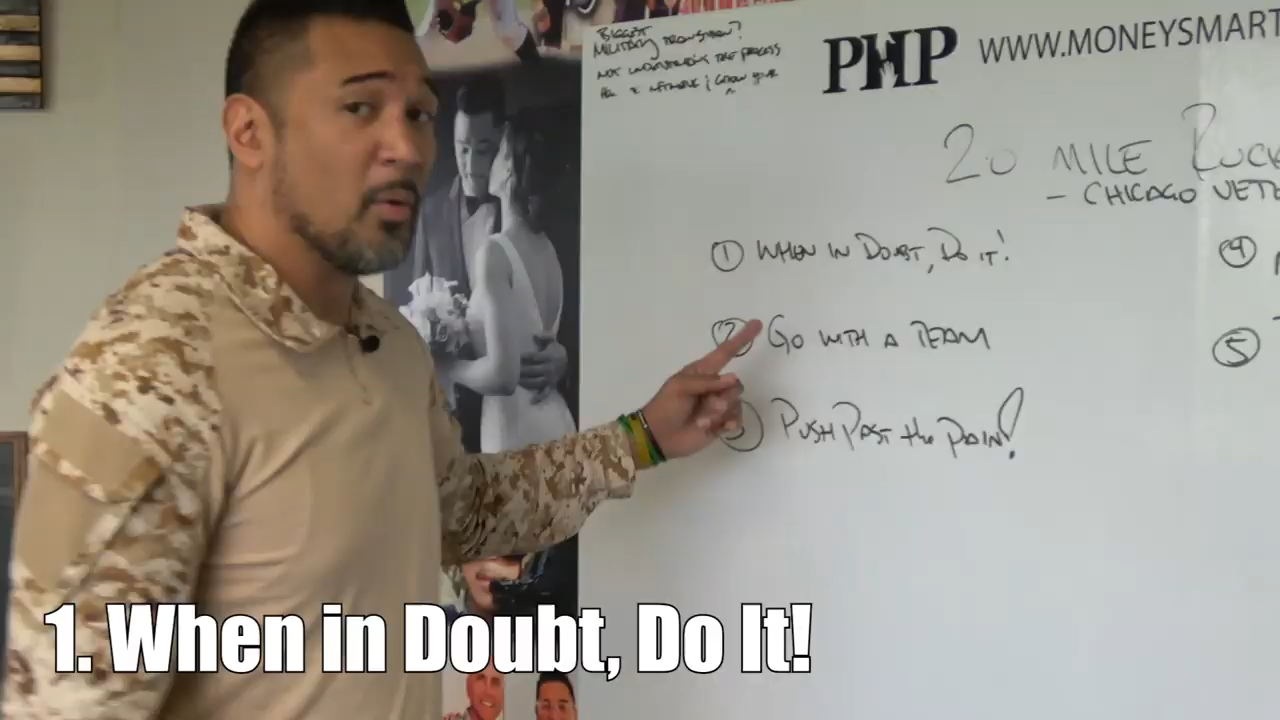 BIGGEST
MILITARY TRANSITION?
NOT UNDERSTANDING THE PROCESS
GROW YOUR
PHP WWW.MONEYSMART
20 MILE RUCK
- CHICAGO VET
① WHEN IN DOUBT, DO IT!
② GO WITH A TEAM
③ PUSH PAST the PAIN!
④
⑤
1. When in Doubt, Do It!